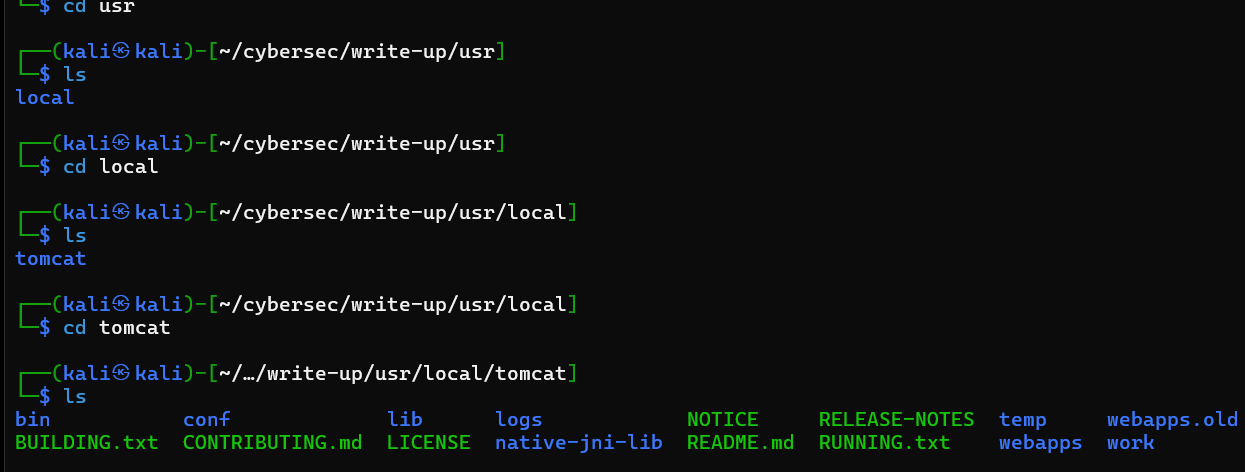 └─$ cd usr
┌──(kali㉿kali)-[~/cybersec/write-up/usr]
└─$ ls
local
┌──(kali㉿kali)-[~/cybersec/write-up/usr]
└─$ cd local
┌──(kali㉿kali)-[~/cybersec/write-up/usr/local]
└─$ ls
tomcat
┌──(kali㉿kali)-[~/cybersec/write-up/usr/local]
└─$ cd tomcat
┌──(kali㉿kali)-[~/…/write-up/usr/local/tomcat]
└─$ ls
bin conf lib logs NOTICE RELEASE-NOTES temp webapps.old
BUILDING.txt CONTRIBUTING.md LICENSE native-jni-lib README.md RUNNING.txt webapps work